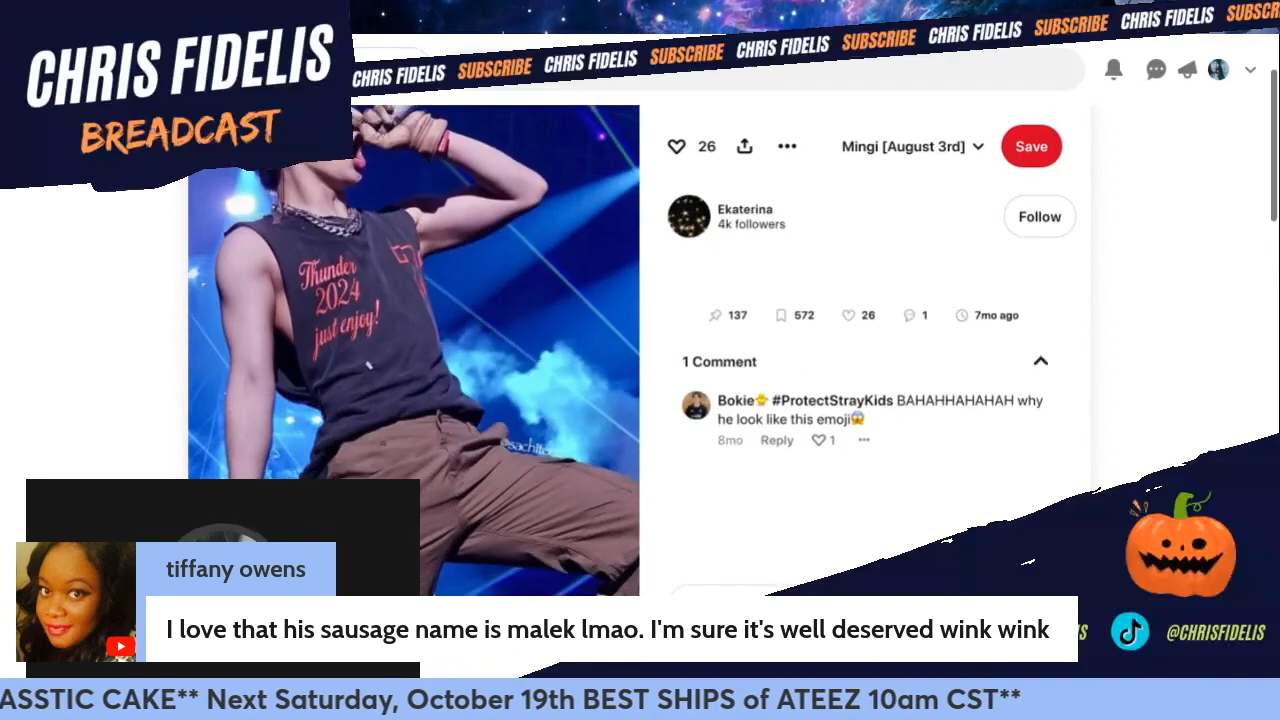 CHRIS FIDELIS
BREADCAST
CHRIS FIDELIS SUBSCRIBE CHRIS FIDELIS SUBSCRIBE CHRIS FIDELIS SUBSCRIBE CHRIS FIDELIS SUBSCRIBE CHRIS FIDELIS SUBSCR
26
Mingi [August 3rd]
Save
Ekaterina
4k followers
Follow
Thunder
2024
just enjoy!
137 572 26 1 7mo ago
1 Comment
Bokie #ProtectStrayKids BAHAHHAHAHAH why
he look like this emoji😱
8mo Reply 1
tiffany owens
I love that his sausage name is malek lmao. I'm sure it's well deserved wink wink
@CHRISFIDELIS
ASSTIC CAKE** Next Saturday, October 19th BEST SHIPS of ATEEZ 10am CST**